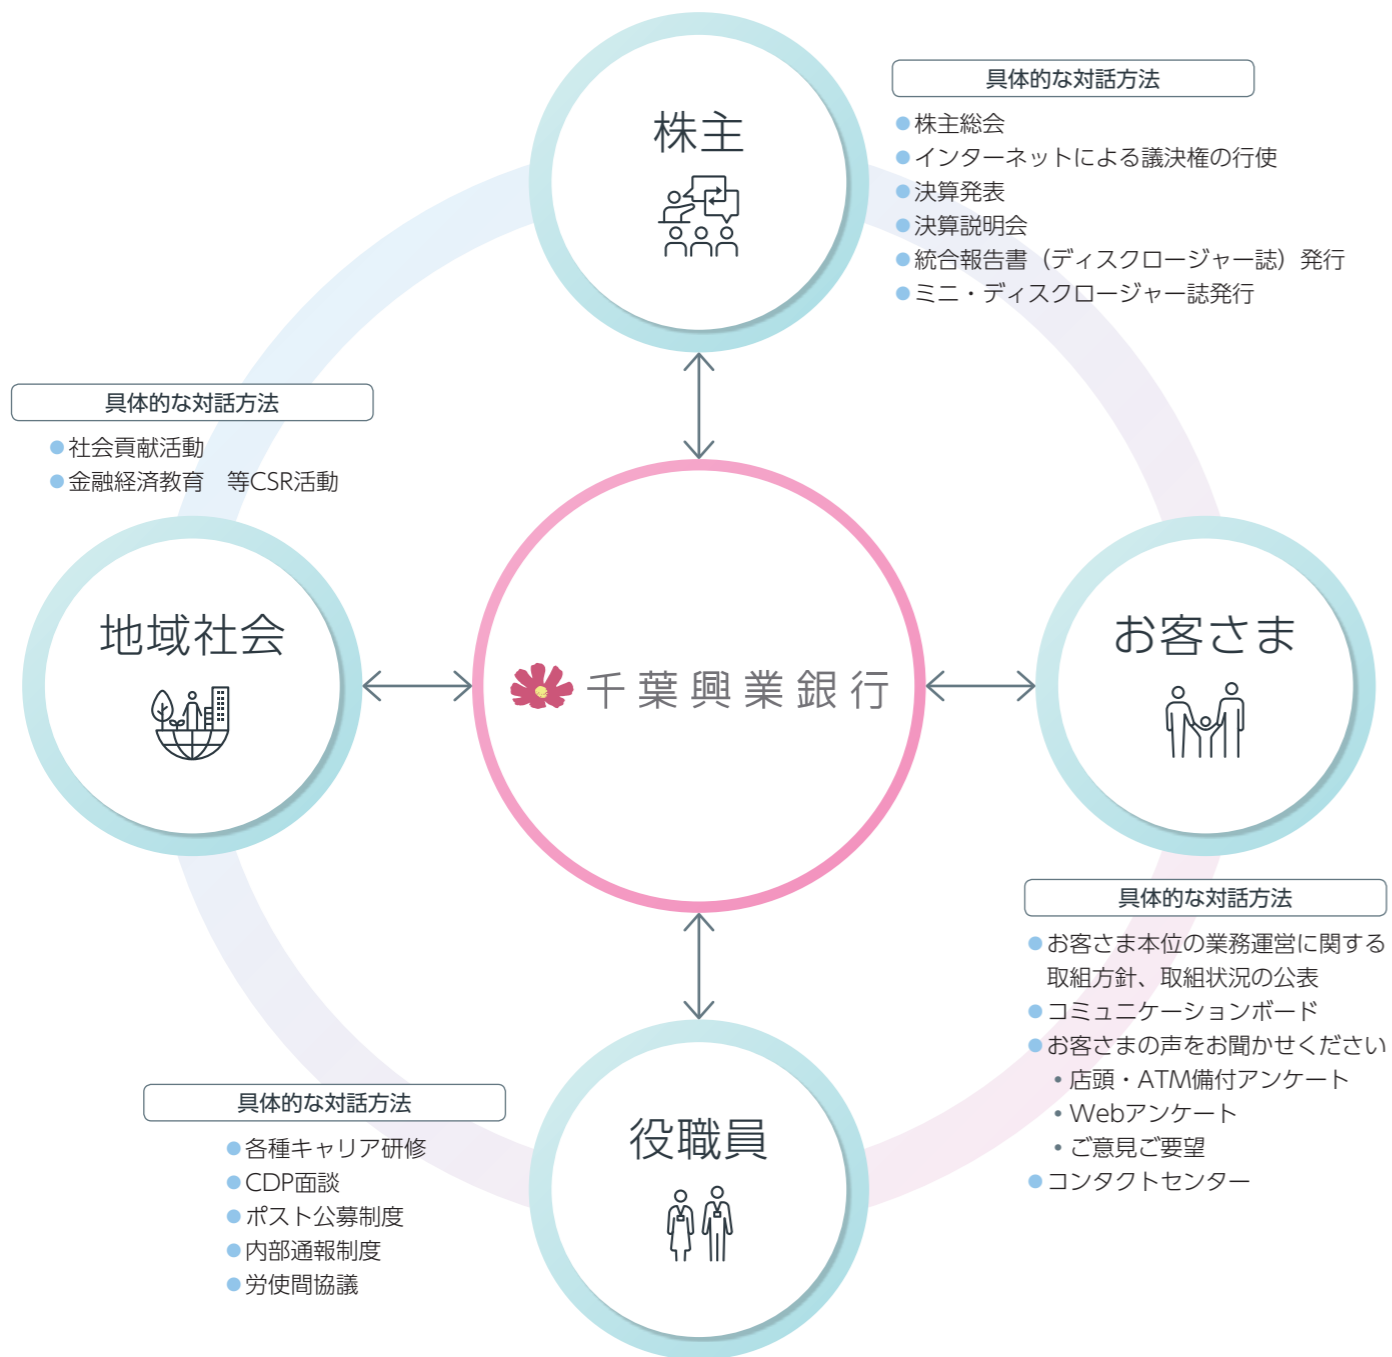 株主
具体的な対話方法
●株主総会
●インターネットによる議決権の行使
●決算発表
●決算説明会
●統合報告書（ディスクロージャー誌）発行
●ミニ・ディスクロージャー誌発行
具体的な対話方法
●社会貢献活動
●金融経済教育　等CSR活動
地域社会
千葉興業銀行
お客さま
具体的な対話方法
●お客さま本位の業務運営に関する
取組方針、取組状況の公表
●コミュニケーションボード
●お客さまの声をお聞かせください
・店頭・ATM備付アンケート
・Webアンケート
・ご意見ご要望
●コンタクトセンター
具体的な対話方法
●各種キャリア研修
●CDP面談
●ポスト公募制度
●内部通報制度
●労使間協議
役職員